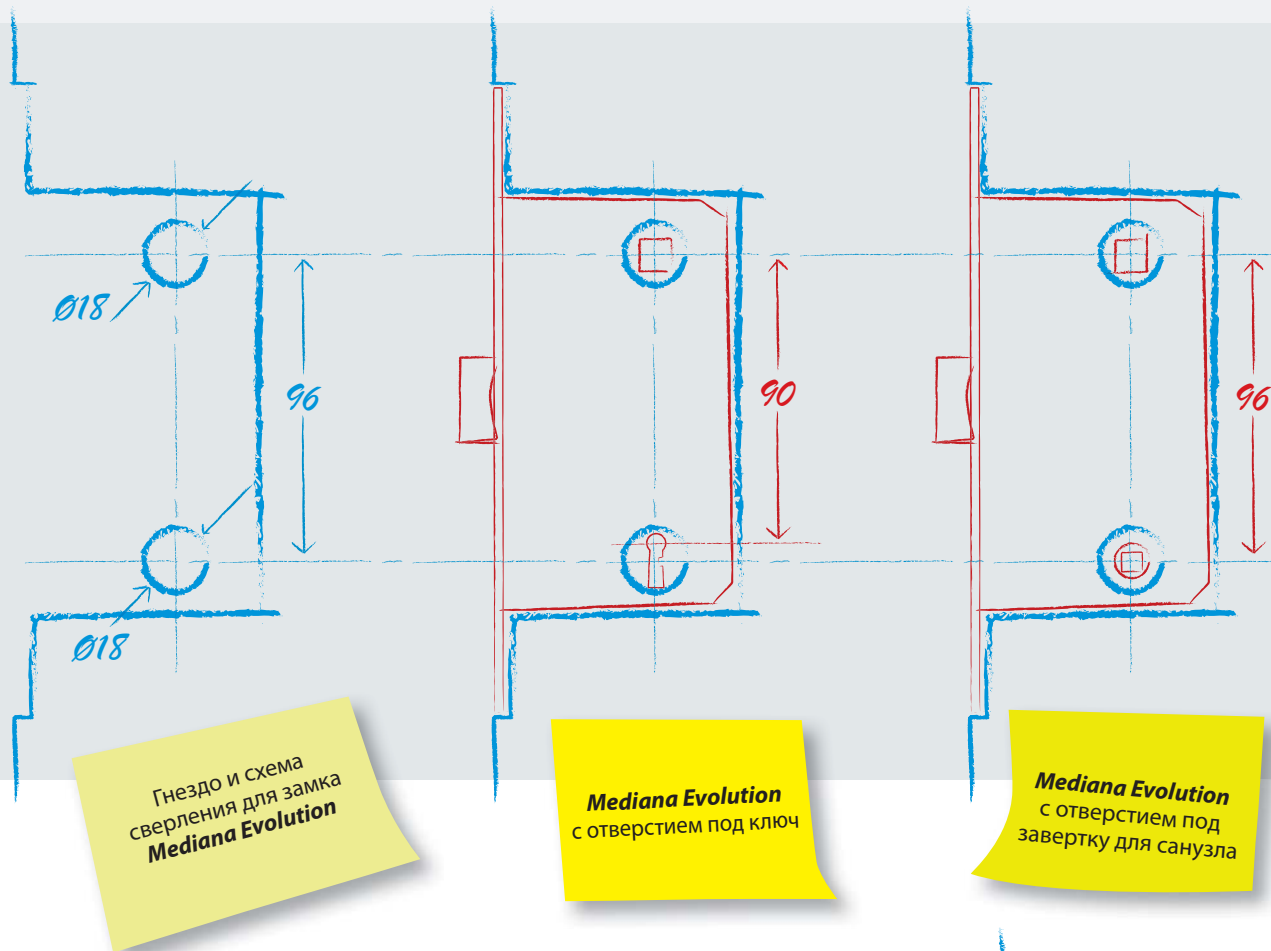 Ø18
96
Ø18
90
96
Гнездо и схема
сверления для замка
Mediana Evolution
Mediana Evolution
с отверстием под ключ
Mediana Evolution
с отверстием под
завертку для санузла